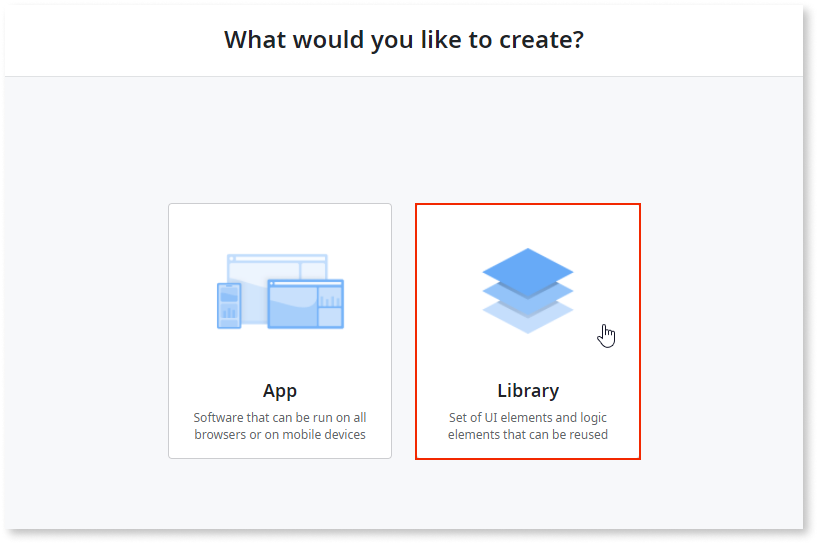 What would you like to create?
App
Software that can be run on all
browsers or on mobile devices
Library
Set of UI elements and logic
elements that can be reused